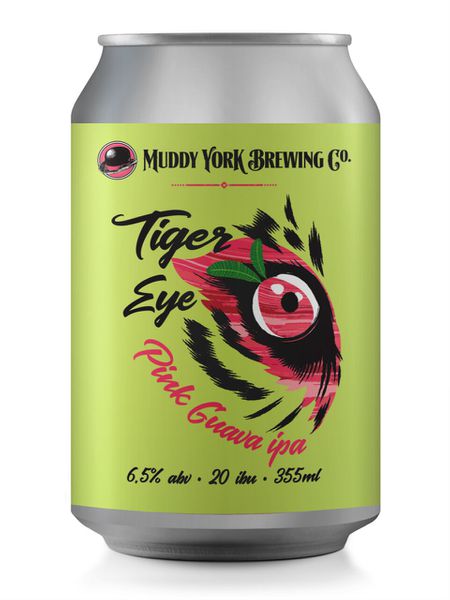 MUDDY YORK BREWING CO.
Tiger
Eye
Pink Guava ipa
6.5% abv · 20 ibu · 355ml